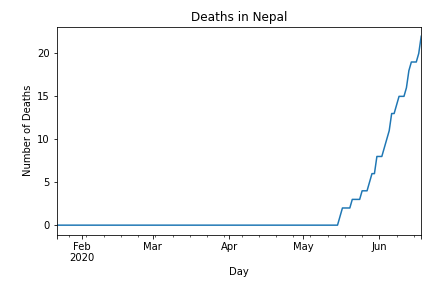 Deaths in Nepal
Number of Deaths
20
15
10
5
0
Feb
2020
Mar
Apr
May
Jun
Day